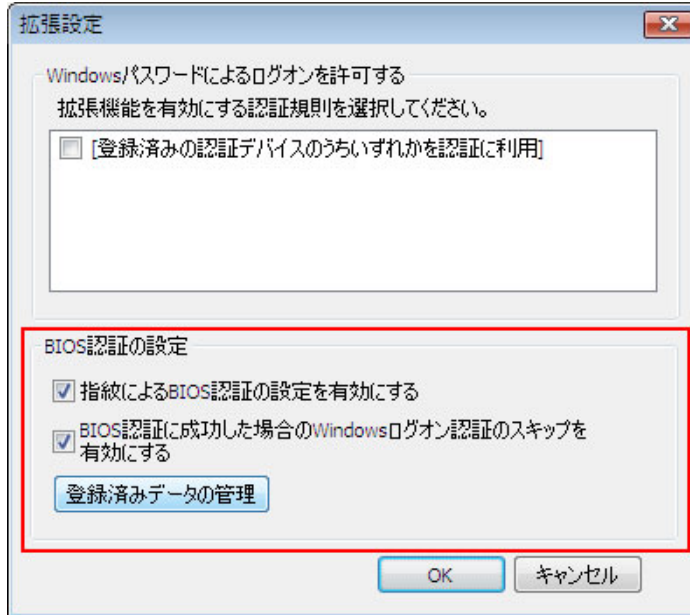 拡張設定
Windowsパスワードによるログオンを許可する
拡張機能を有効にする認証規則を選択してください。
[登録済みの認証デバイスのうちいずれかを認証に利用]
BIOS認証の設定
指紋によるBIOS認証の設定を有効にする
BIOS認証に成功した場合のWindowsログオン認証のスキップを
有効にする
登録済みデータの管理
OK キャンセル